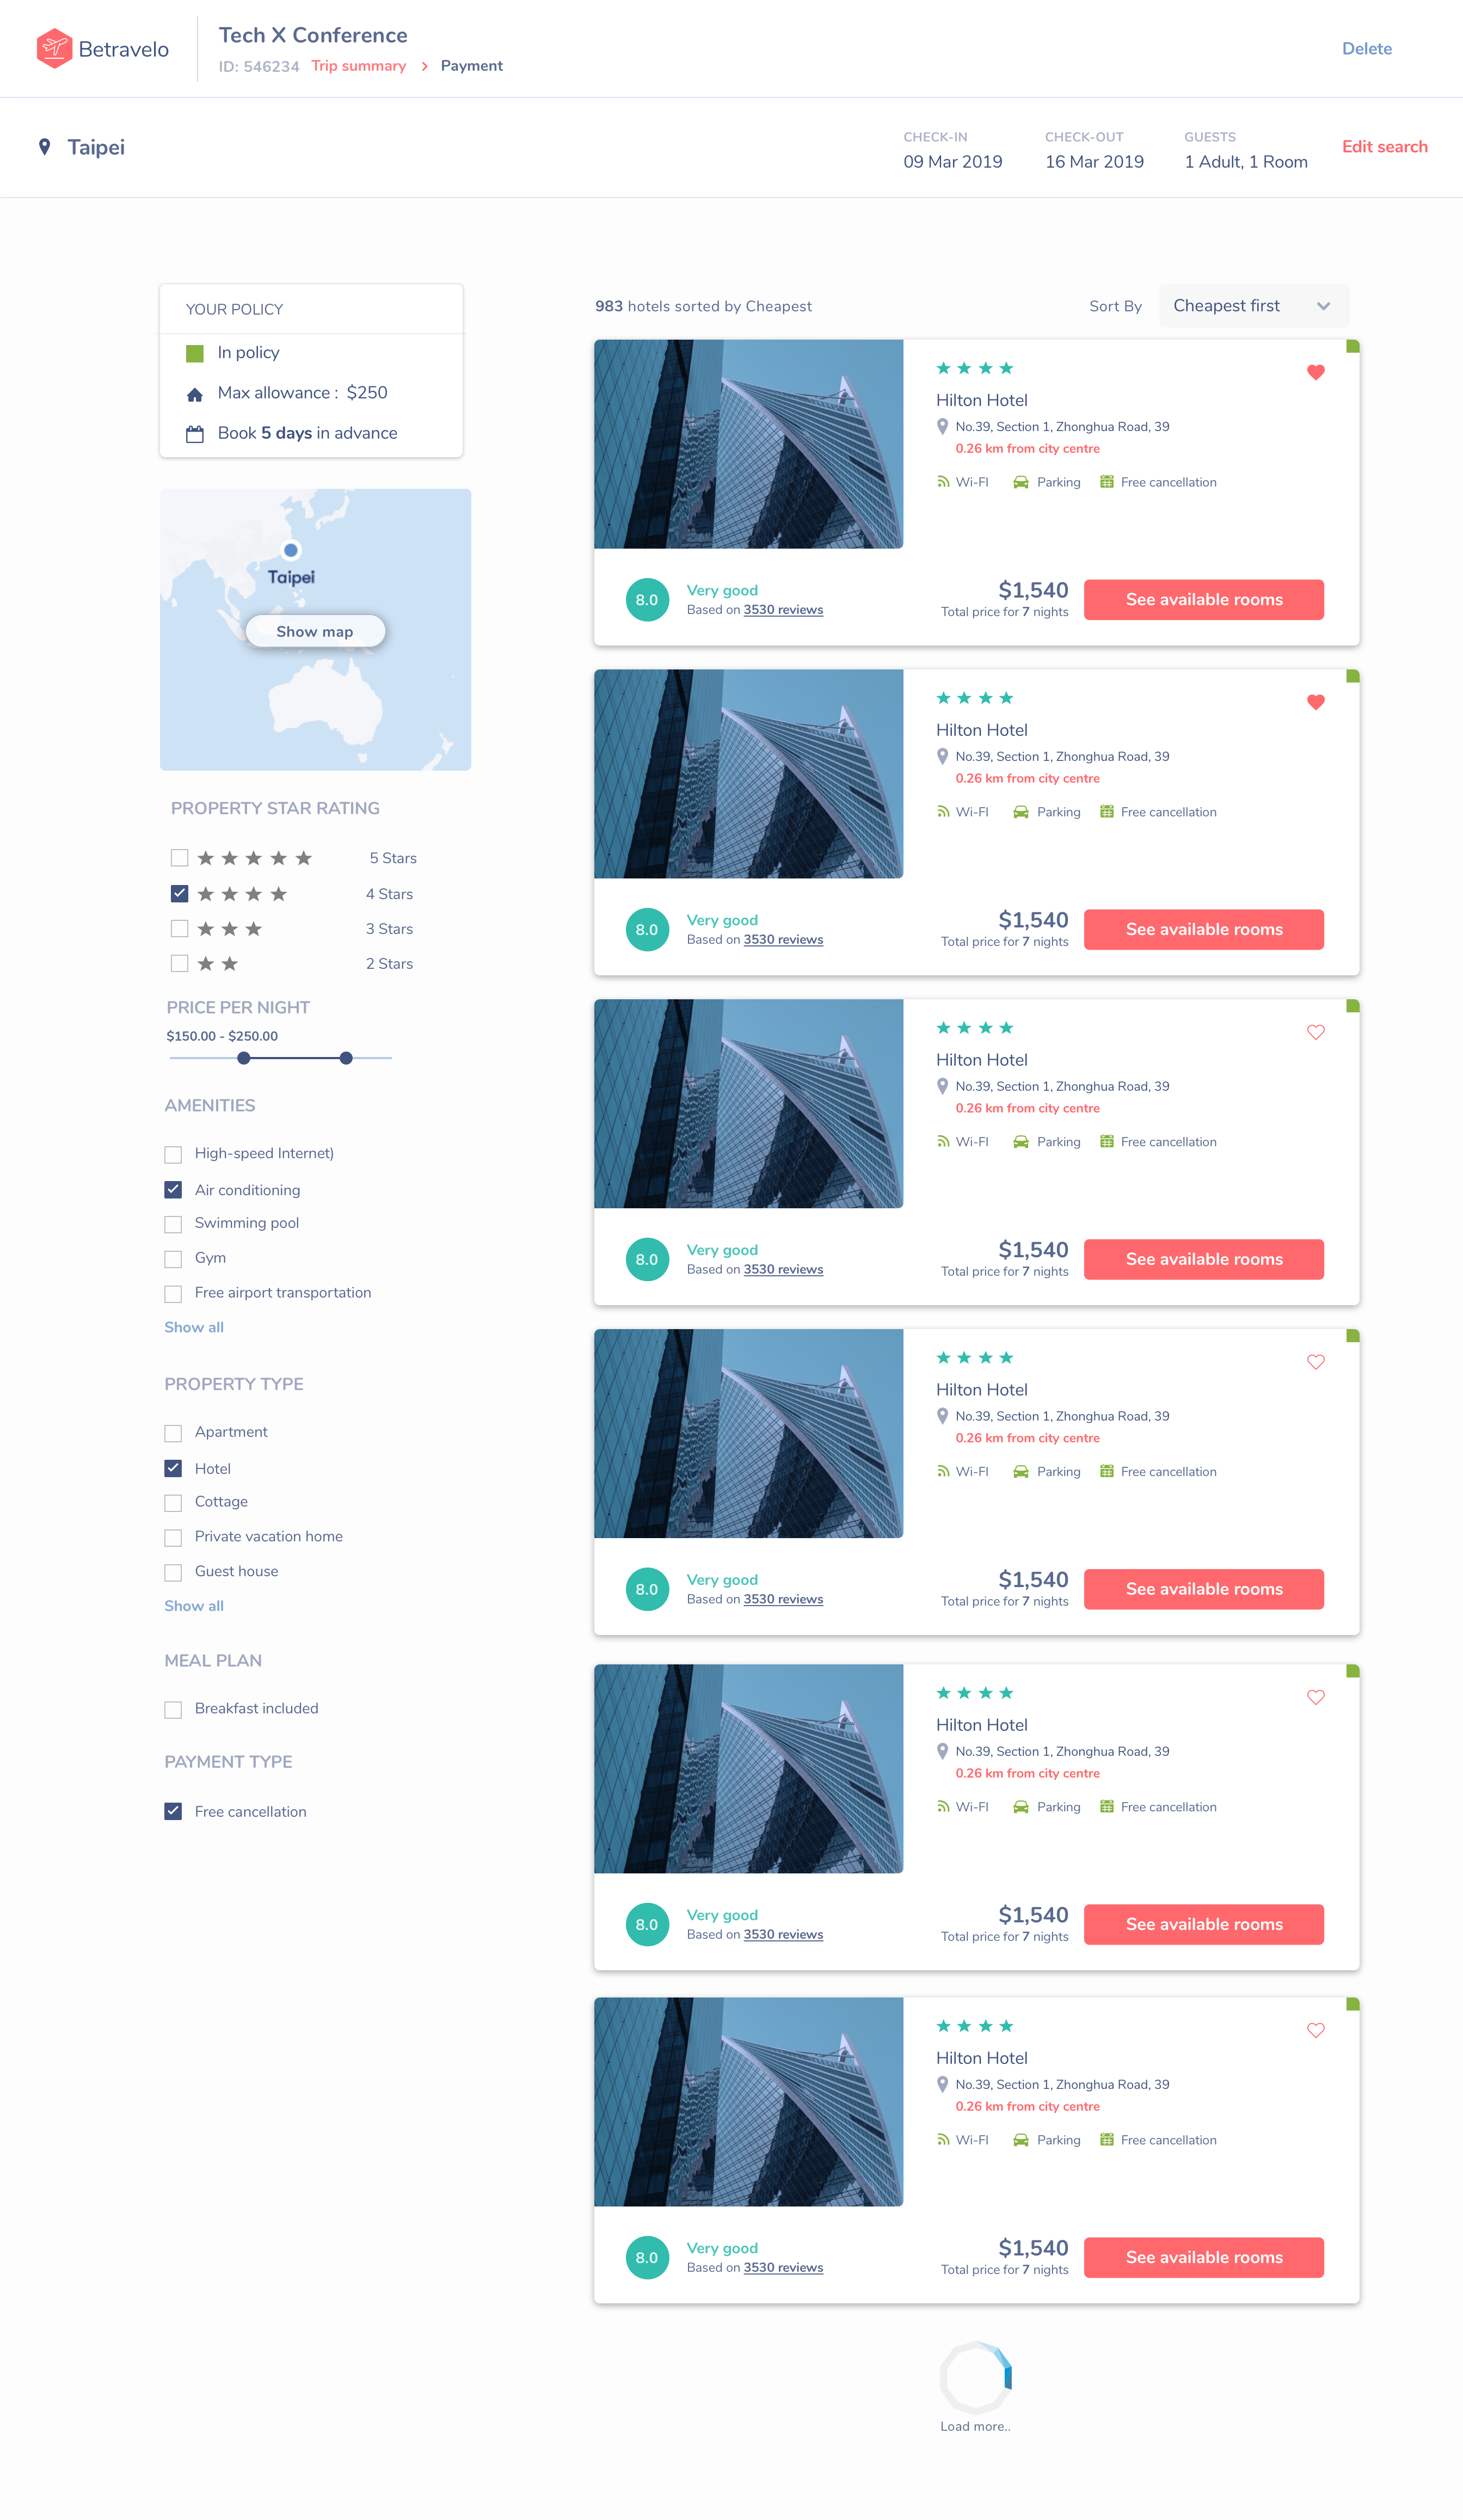 Betravelo
Tech X Conference
ID: 546234 Trip summary > Payment
Delete
Taipei
CHECK-IN
09 Mar 2019
CHECK-OUT
16 Mar 2019
GUESTS
1 Adult, 1 Room
Edit search
YOUR POLICY
In policy
Max allowance : $250
Book 5 days in advance
Taipei
Show map
PROPERTY STAR RATING
5 Stars
4 Stars
3 Stars
2 Stars
PRICE PER NIGHT
$150.00 - $250.00
AMENITIES
High-speed Internet)
Air conditioning
Swimming pool
Gym
Free airport transportation
Show all
PROPERTY TYPE
Apartment
Hotel
Cottage
Private vacation home
Guest house
Show all
MEAL PLAN
Breakfast included
PAYMENT TYPE
Free cancellation
983 hotels sorted by Cheapest
Sort By Cheapest first
Hilton Hotel
No.39, Section 1, Zhonghua Road, 39
0.26 km from city centre
Wi-FI Parking Free cancellation
8.0
Very good
Based on 3530 reviews
$1,540
Total price for 7 nights
See available rooms
Hilton Hotel
No.39, Section 1, Zhonghua Road, 39
0.26 km from city centre
Wi-FI Parking Free cancellation
8.0
Very good
Based on 3530 reviews
$1,540
Total price for 7 nights
See available rooms
Hilton Hotel
No.39, Section 1, Zhonghua Road, 39
0.26 km from city centre
Wi-FI Parking Free cancellation
8.0
Very good
Based on 3530 reviews
$1,540
Total price for 7 nights
See available rooms
Hilton Hotel
No.39, Section 1, Zhonghua Road, 39
0.26 km from city centre
Wi-FI Parking Free cancellation
8.0
Very good
Based on 3530 reviews
$1,540
Total price for 7 nights
See available rooms
Hilton Hotel
No.39, Section 1, Zhonghua Road, 39
0.26 km from city centre
Wi-FI Parking Free cancellation
8.0
Very good
Based on 3530 reviews
$1,540
Total price for 7 nights
See available rooms
Hilton Hotel
No.39, Section 1, Zhonghua Road, 39
0.26 km from city centre
Wi-FI Parking Free cancellation
8.0
Very good
Based on 3530 reviews
$1,540
Total price for 7 nights
See available rooms
Load more..